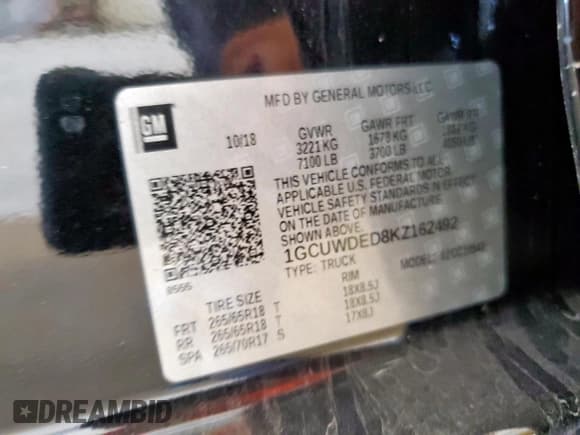 MFD BY GENERAL MOTORS LLC
GM
10/18
GVWR GAWR FRT GAWR RR
3221 KG 1678 KG
7100 LB 3700 LB
THIS VEHICLE CONFORMS TO ALL
APPLICABLE U.S. FEDERAL MOTOR
VEHICLE SAFETY STANDARDS IN EFFECT
ON THE DATE OF MANUFACTURE
SHOWN ABOVE.
1GCUWDED8KZ162492
TYPE: TRUCK MODEL:
TIRE SIZE RIM
FRT 265/65R18 T 18X8.5J
RR 265/65R18 T 18X8.5J
SPA 265/70R17 S 17X8J
DREAMBID